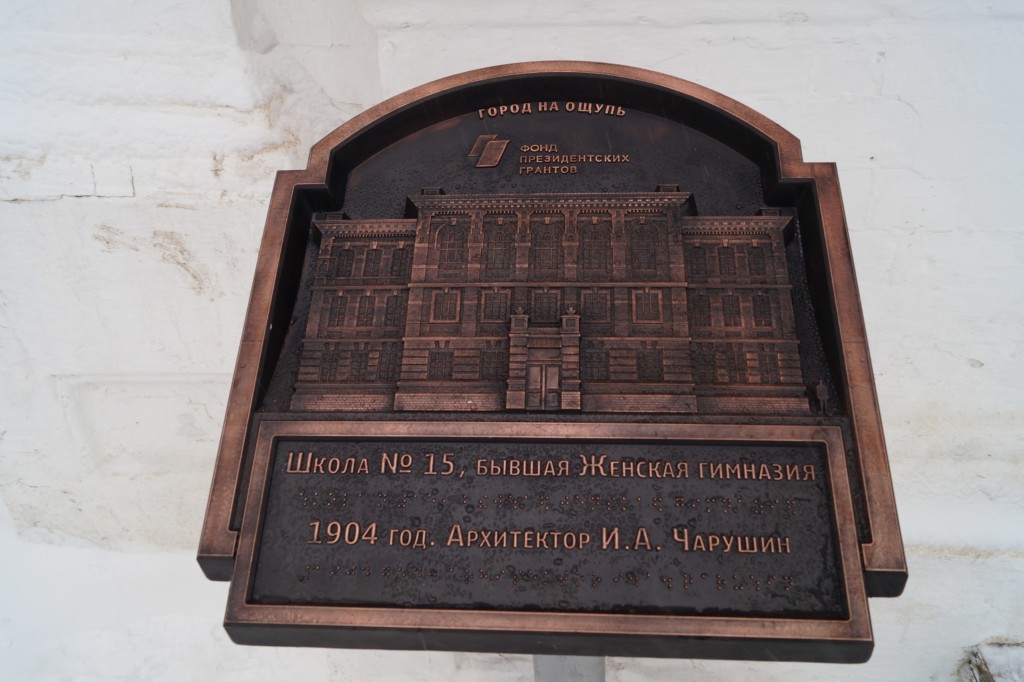 ГОРОД НА ОЩУПЬ
ФОНД
ПРЕЗИДЕНТСКИХ
ГРАНТОВ
Школа № 15, бывшая Женская гимназия
1904 год. Архитектор И.А. Чарушин